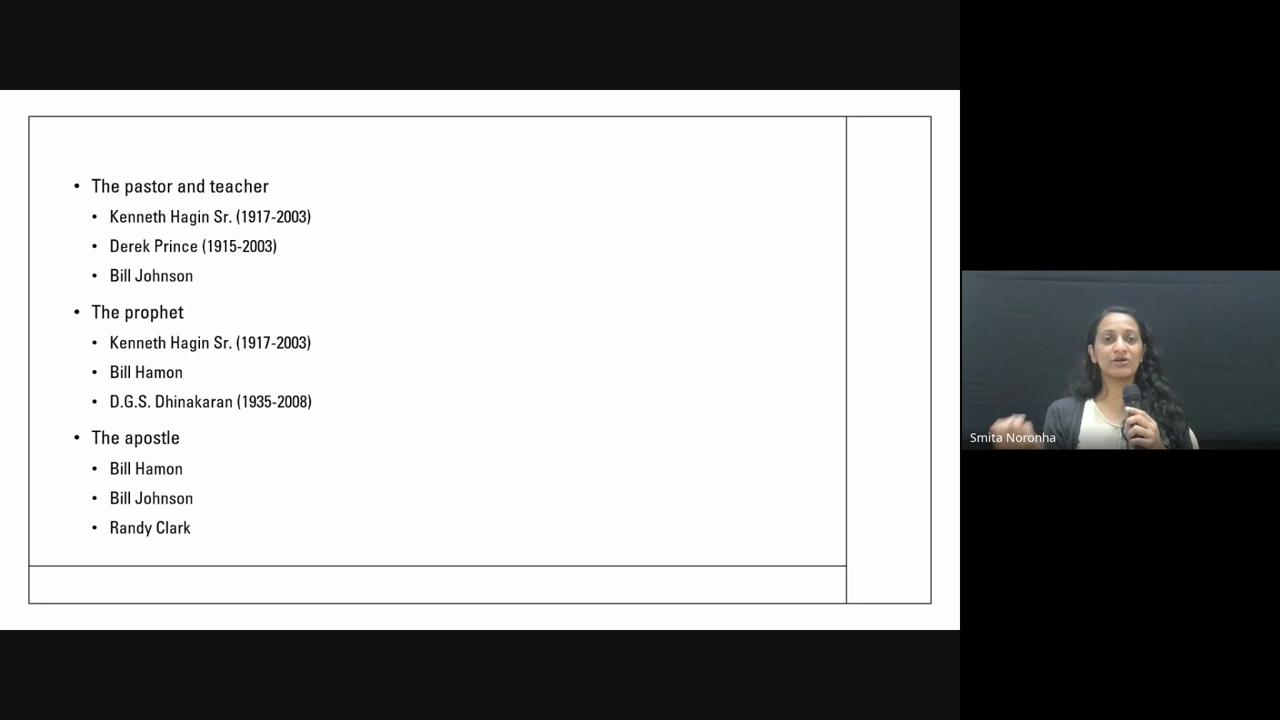 • The pastor and teacher
• Kenneth Hagin Sr. (1917-2003)
• Derek Prince (1915-2003)
• Bill Johnson
• The prophet
• Kenneth Hagin Sr. (1917-2003)
• Bill Hamon
• D.G.S. Dhinakaran (1935-2008)
• The apostle
• Bill Hamon
• Bill Johnson
• Randy Clark
Smita Noronha